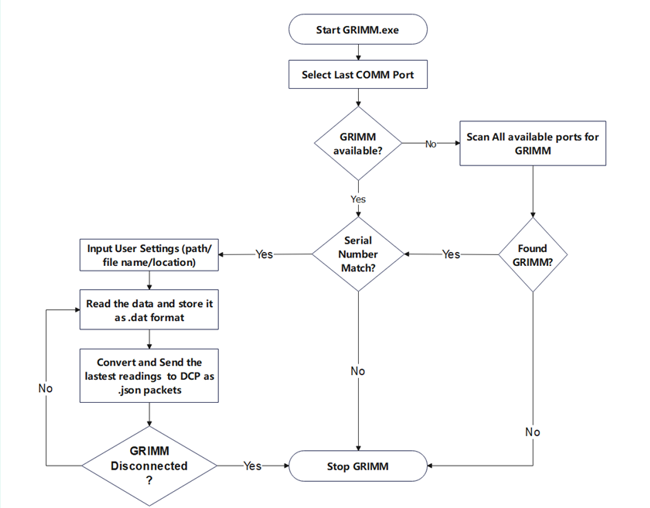 Start GRIMM.exe
Select Last COMM Port
GRIMM
available?
No
Scan All available ports for
GRIMM
Yes
Serial
Number
Match?
Yes
Found
GRIMM?
Yes
Input User Settings (path/
file name/location)
Read the data and store it
as .dat format
Convert and Send the
lastest readings to DCP as
.json packets
No
No
No
GRIMM
Disconnected
?
Yes
Stop GRIMM